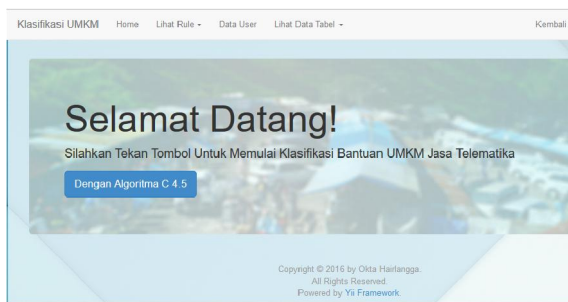 Klasifikasi UMKM Home Lihat Rule Data User Lihat Data Tabel Kembali
Selamat Datang!
Silahkan Tekan Tombol Untuk Memulai Klasifikasi Bantuan UMKM Jasa Telematika
Dengan Algoritma C 4.5
Copyright © 2016 by Okta Hairlangga.
All Rights Reserved.
Powered by Yii Framework.